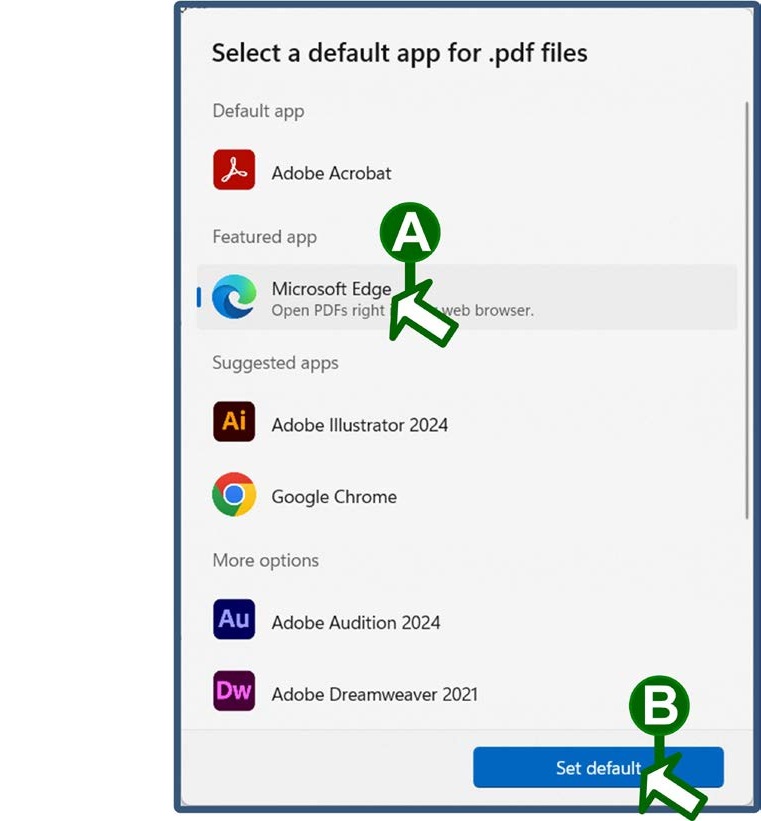 Select a default app for .pdf files
Default app
Adobe Acrobat
Featured app
A
Microsoft Edge
Open PDFs right web browser.
Suggested apps
Ai
Adobe Illustrator 2024
Google Chrome
More options
Au
Adobe Audition 2024
Dw
Adobe Dreamweaver 2021
B
Set default